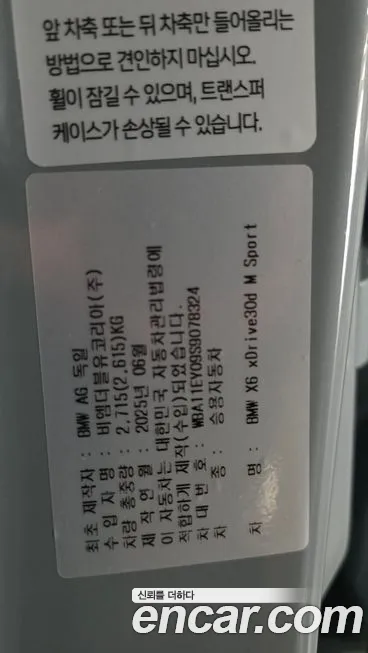 앞 차축 또는 뒤 차축만 들어올리는
방법으로 견인하지 마십시오.
휠이 잠길 수 있으며, 트랜스퍼
케이스가 손상될 수 있습니다.
최초 제작자 : BMW AG 독일
수 입 자 명 : 비엠더블유코리아(주)
차량 총중량 : 2,715(2,615)KG
제 작 연 월 : 2025년 06월
이 자동차는 대한민국 자동차관리법령에
적합하게 제작(수입)되었습니다.
차 대 번 호 : WBA11EY09S9078324
차 종 : 승용자동차
차 명 : BMW X6 xDrive30d M Sport
신뢰를 더하다
encar.com